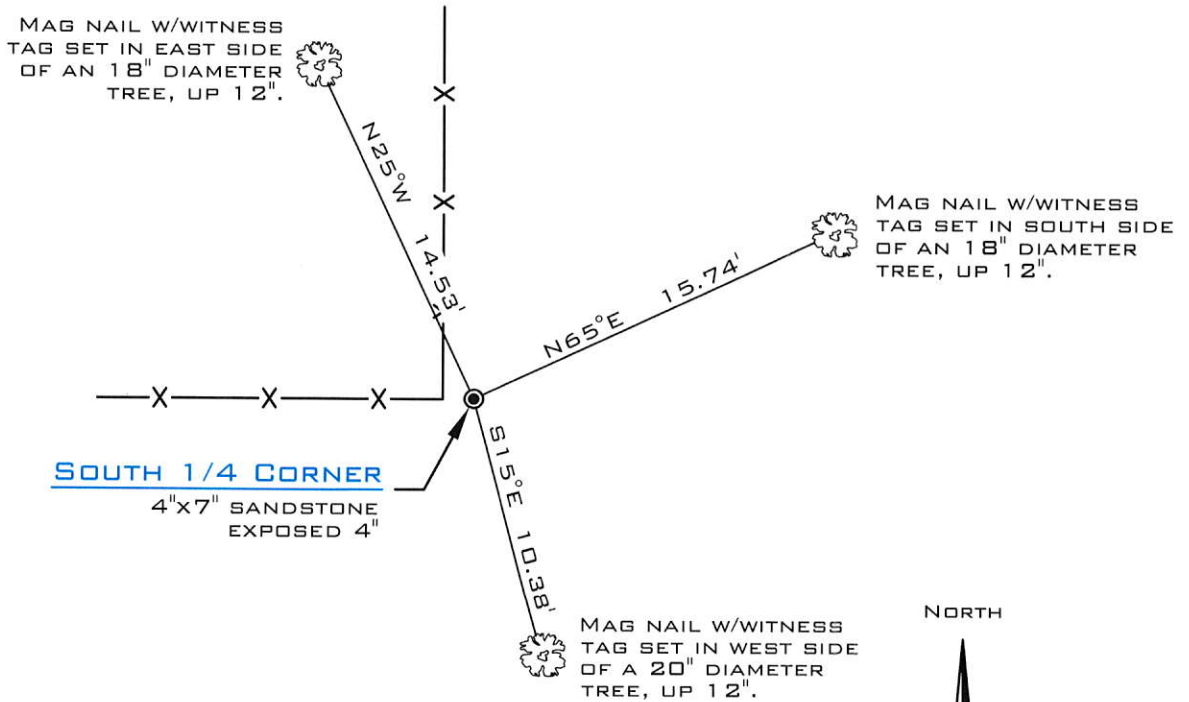 MAG NAIL W/WITNESS
TAG SET IN EAST SIDE
OF AN 18" DIAMETER
TREE, UP 12".
N25°W 14.53'
MAG NAIL W/WITNESS
TAG SET IN SOUTH SIDE
OF AN 18" DIAMETER
TREE, UP 12".
N65°E 15.74'
SOUTH 1/4 CORNER
4"X7" SANDSTONE
EXPOSED 4"
S15°E 10.38'
MAG NAIL W/WITNESS
TAG SET IN WEST SIDE
OF A 20" DIAMETER
TREE, UP 12".
NORTH